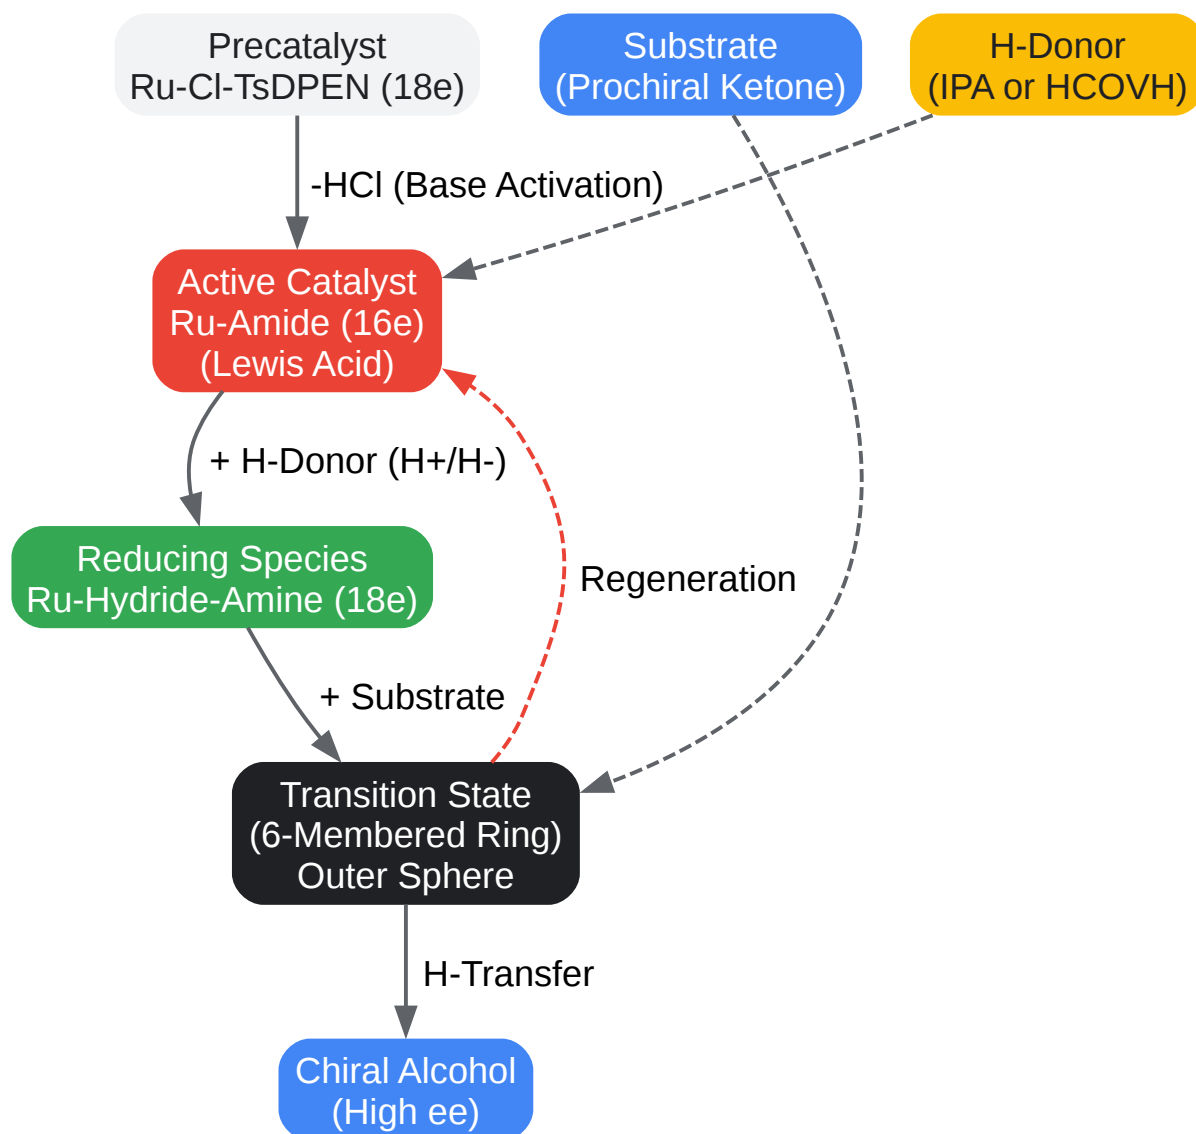 Precatalyst
Ru-Cl-TsDPEN (18e)
Substrate
(Prochiral Ketone)
H-Donor
(IPA or HCOVH)
-HCl (Base Activation)
Active Catalyst
Ru-Amide (16e)
(Lewis Acid)
+ H-Donor (H+/H-)
Reducing Species
Ru-Hydride-Amine (18e)
Regeneration
+ Substrate
Transition State
(6-Membered Ring)
Outer Sphere
H-Transfer
Chiral Alcohol
(High ee)